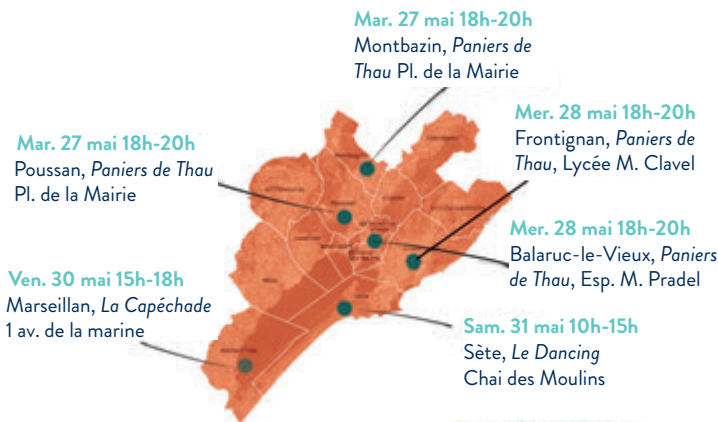 Mar. 27 mai 18h-20h
Montbazin, Paniers de
Thau Pl. de la Mairie
Mer. 28 mai 18h-20h
Frontignan, Paniers de
Thau, Lycée M. Clavel
Mar. 27 mai 18h-20h
Poussan, Paniers de Thau
Pl. de la Mairie
Mer. 28 mai 18h-20h
Balaruc-le-Vieux, Paniers
de Thau, Esp. M. Pradel
Ven. 30 mai 15h-18h
Marseillan, La Capéchade
1 av. de la marine
Sam. 31 mai 10h-15h
Sète, Le Dancing
Chai des Moulins